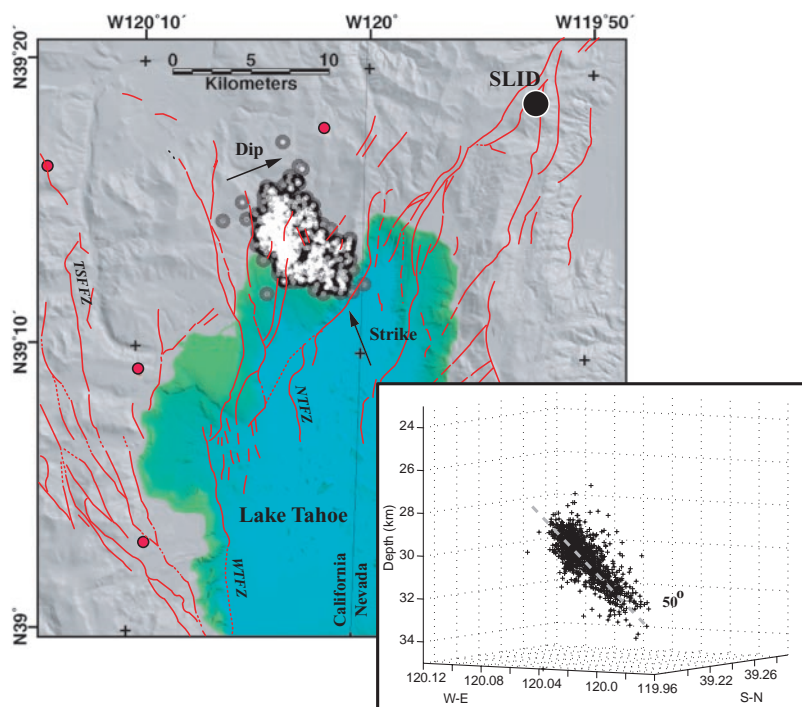 W120°10' W120° W119°50'
N39°20'
0 5 10
Kilometers
SLID
Dip
TSFFZ
N39°10'
Strike
NTFZ
Lake Tahoe
WTFZ
California
Nevada
N39°
24
26
28
30
32
34
Depth (km)
50°
120.12 120.08 120.04 120.0 119.96 39.22 39.26
W-E S-N